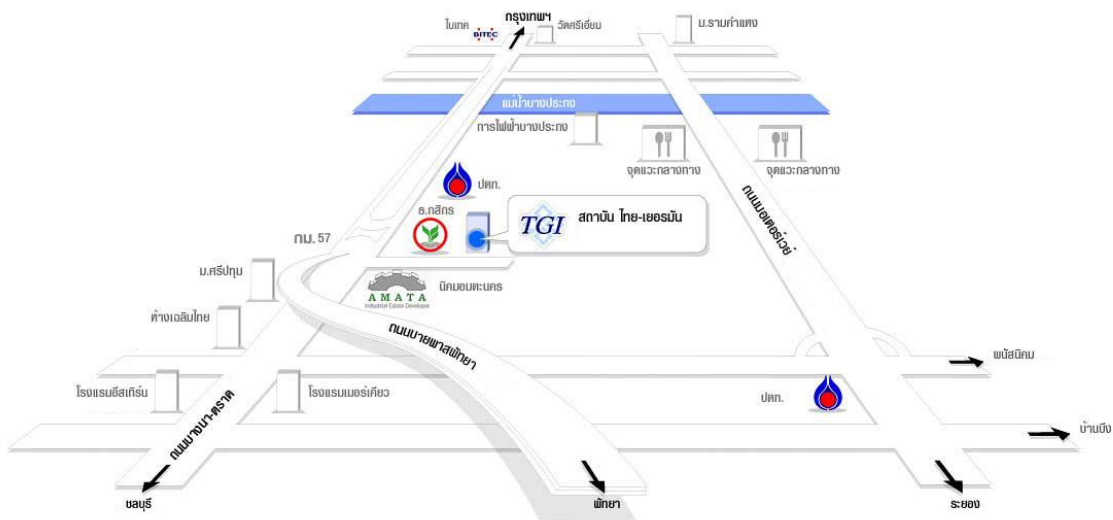 กรุงเทพฯ
ไบเทค
BITEC
วัดศรีเอี่ยม
ม.รามคำแหง
แม่น้ำบางปะกง
การไฟฟ้าบางปะกง
จุดแวะกลางทาง
จุดแวะกลางทาง
ปตท.
ถนนมอเตอร์เวย์
ธ.กสิกร
TGI
สถาบัน ไทย-เยอรมัน
กม. 57
ม.ศรีปทุม
AMATA
Industrial Estate Developer
นิคมอมตะนคร
ห้างเฉลิมไทย
ถนนบายพาสพัทยา
พนัสนิคม
โรงแรมอีสเทิร์น
โรงแรมเมอร์เคียว
ปตท.
ถนนบางนา-ตราด
บ้านบึง
ชลบุรี
พัทยา
ระยอง